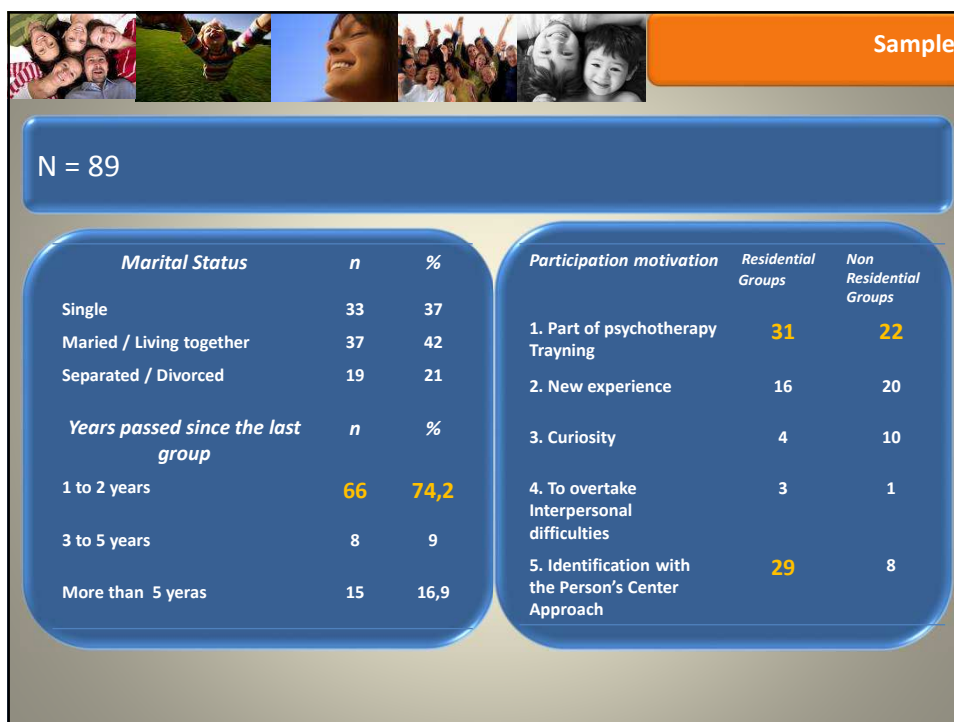 Sample
N = 89
Marital Status n %
Single 33 37
Maried / Living together 37 42
Separated / Divorced 19 21
Years passed since the last n %
group
1 to 2 years 66 74,2
3 to 5 years 8 9
More than 5 yeras 15 16,9
Participation motivation Residential Non
Groups Residential
Groups
1. Part of psychotherapy 31 22
Trayning
2. New experience 16 20
3. Curiosity 4 10
4. To overtake 3 1
Interpersonal
difficulties
5. Identification with 29 8
the Person’s Center
Approach